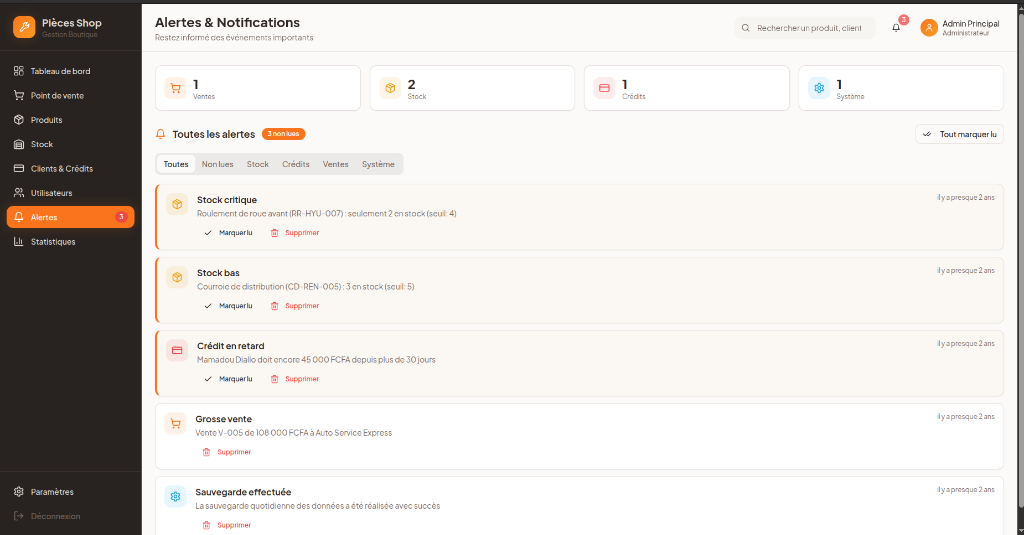 Pièces Shop
Gestion Boutique
Tableau de bord
Point de vente
Produits
Stock
Clients & Crédits
Utilisateurs
Alertes 3
Statistiques
Paramètres
Déconnexion
Alertes & Notifications
Restez informé des événements importants
Rechercher un produit, client
3
Admin Principal
Administrateur
1
Ventes
2
Stock
1
Crédits
1
Système
Toutes les alertes 3 non lues
Tout marquer lu
Toutes Non lues Stock Crédits Ventes Système
Stock critique
il y a presque 2 ans
Roulement de roue avant (RR-HYU-007) : seulement 2 en stock (seuil: 4)
Marquer lu Supprimer
Stock bas
il y a presque 2 ans
Courroie de distribution (CD-REN-005) : 3 en stock (seuil: 5)
Marquer lu Supprimer
Crédit en retard
il y a presque 2 ans
Mamadou Diallo doit encore 45 000 FCFA depuis plus de 30 jours
Marquer lu Supprimer
Grosse vente
il y a presque 2 ans
Vente V-005 de 108 000 FCFA à Auto Service Express
Supprimer
Sauvegarde effectuée
il y a presque 2 ans
La sauvegarde quotidienne des données a été réalisée avec succès
Supprimer